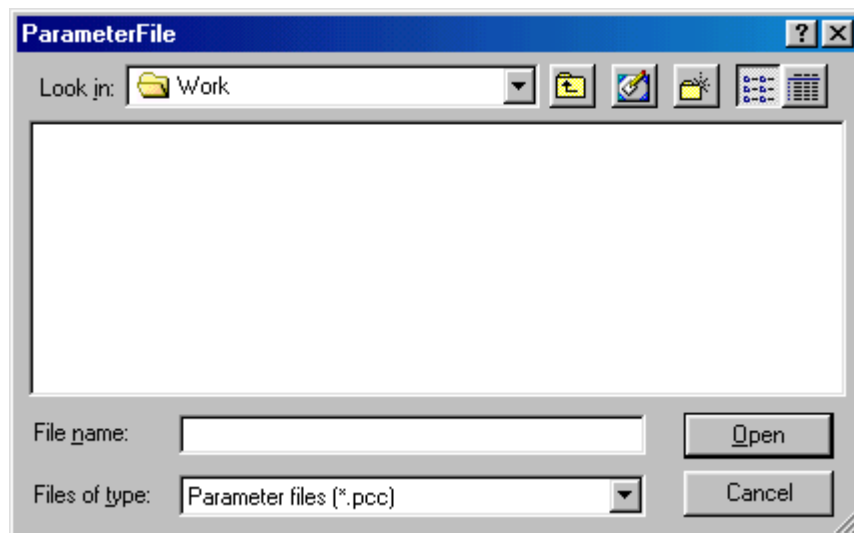 ParameterFile
Look in: Work
File name:
Open
Files of type: Parameter files (*.pcc)
Cancel